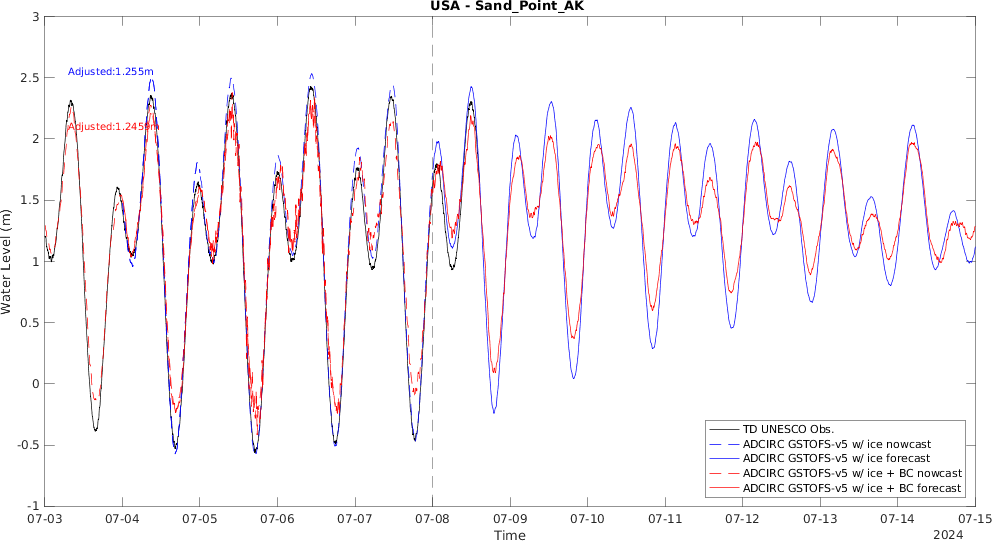 USA - Sand_Point_AK
3
2.5
2
1.5
1
0.5
0
-0.5
-1
Water Level (m)
Adjusted:1.255m
Adjusted:1.2459m
TD UNESCO Obs.
ADCIRC GSTOFS-v5 w/ ice nowcast
ADCIRC GSTOFS-v5 w/ ice forecast
ADCIRC GSTOFS-v5 w/ ice + BC nowcast
ADCIRC GSTOFS-v5 w/ ice + BC forecast
07-03 07-04 07-05 07-06 07-07 07-08 07-09 07-10 07-11 07-12 07-13 07-14 07-15
Time
2024